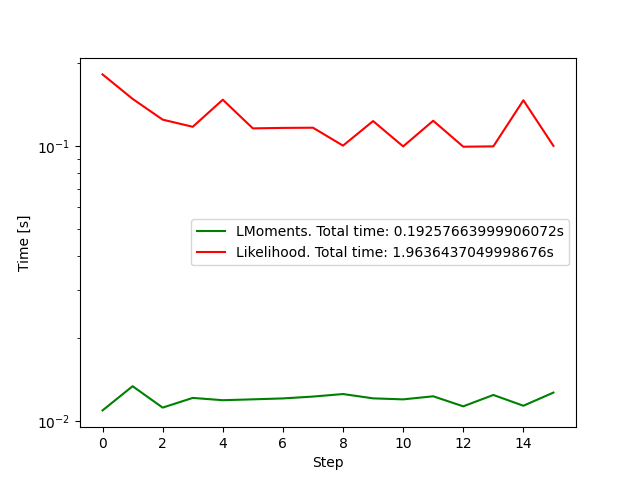 10⁻¹
Time [s]
LMoments. Total time: 0.19257663999906072s
Likelihood. Total time: 1.9636437049998676s
10⁻²
0 2 4 6 8 10 12 14
Step